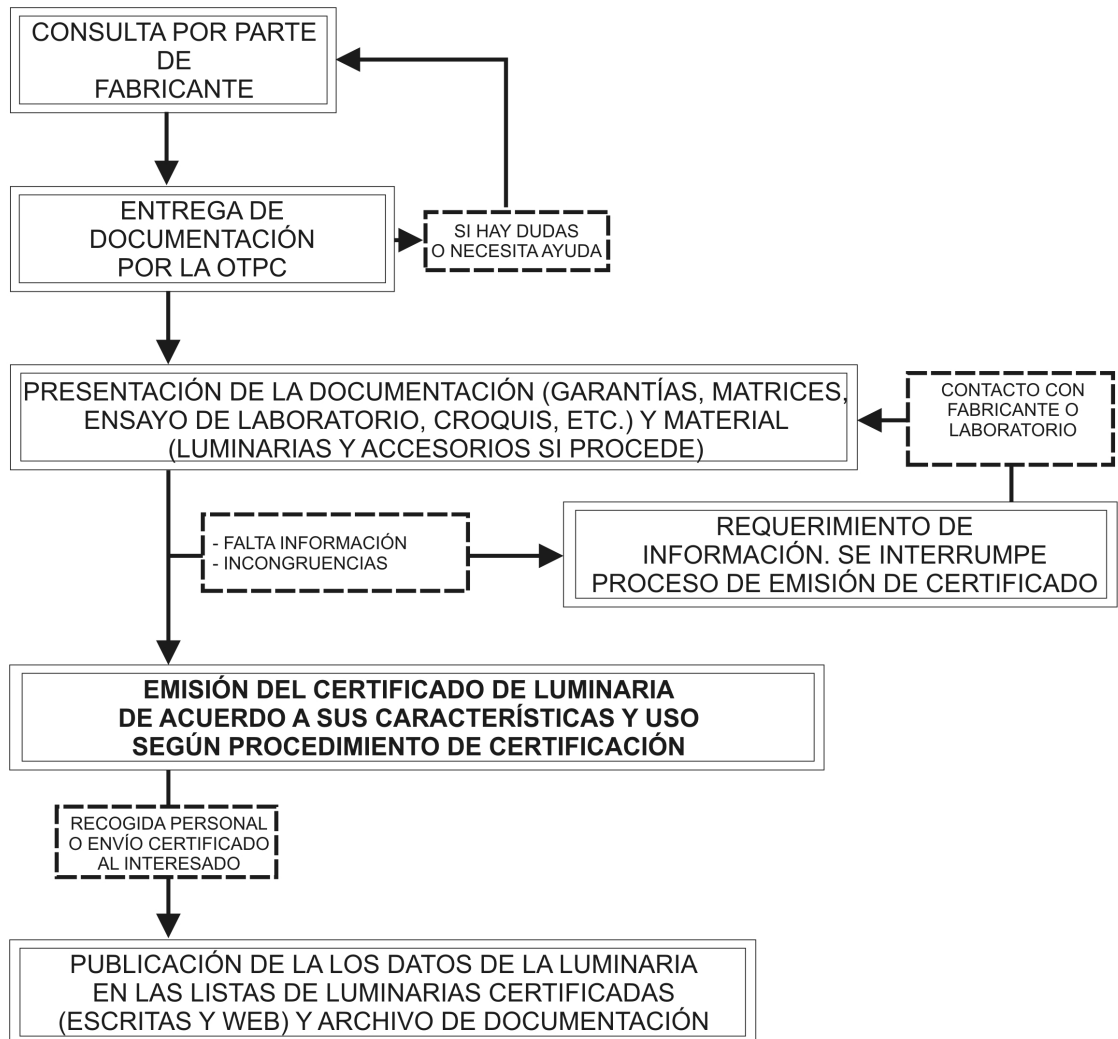 CONSULTA POR PARTE
DE
FABRICANTE
ENTREGA DE
DOCUMENTACIÓN
POR LA OTPC
SI HAY DUDAS
O NECESITA AYUDA
PRESENTACIÓN DE LA DOCUMENTACIÓN (GARANTÍAS, MATRICES,
ENSAYO DE LABORATORIO, CROQUIS, ETC.) Y MATERIAL
(LUMINARIAS Y ACCESORIOS SI PROCEDE)
CONTACTO CON
FABRICANTE O
LABORATORIO
- FALTA INFORMACIÓN
- INCONGRUENCIAS
REQUERIMIENTO DE
INFORMACIÓN. SE INTERRUMPE
PROCESO DE EMISIÓN DE CERTIFICADO
EMISIÓN DEL CERTIFICADO DE LUMINARIA
DE ACUERDO A SUS CARACTERÍSTICAS Y USO
SEGÚN PROCEDIMIENTO DE CERTIFICACIÓN
RECOGIDA PERSONAL
O ENVÍO CERTIFICADO
AL INTERESADO
PUBLICACIÓN DE LA LOS DATOS DE LA LUMINARIA
EN LAS LISTAS DE LUMINARIAS CERTIFICADAS
(ESCRITAS Y WEB) Y ARCHIVO DE DOCUMENTACIÓN